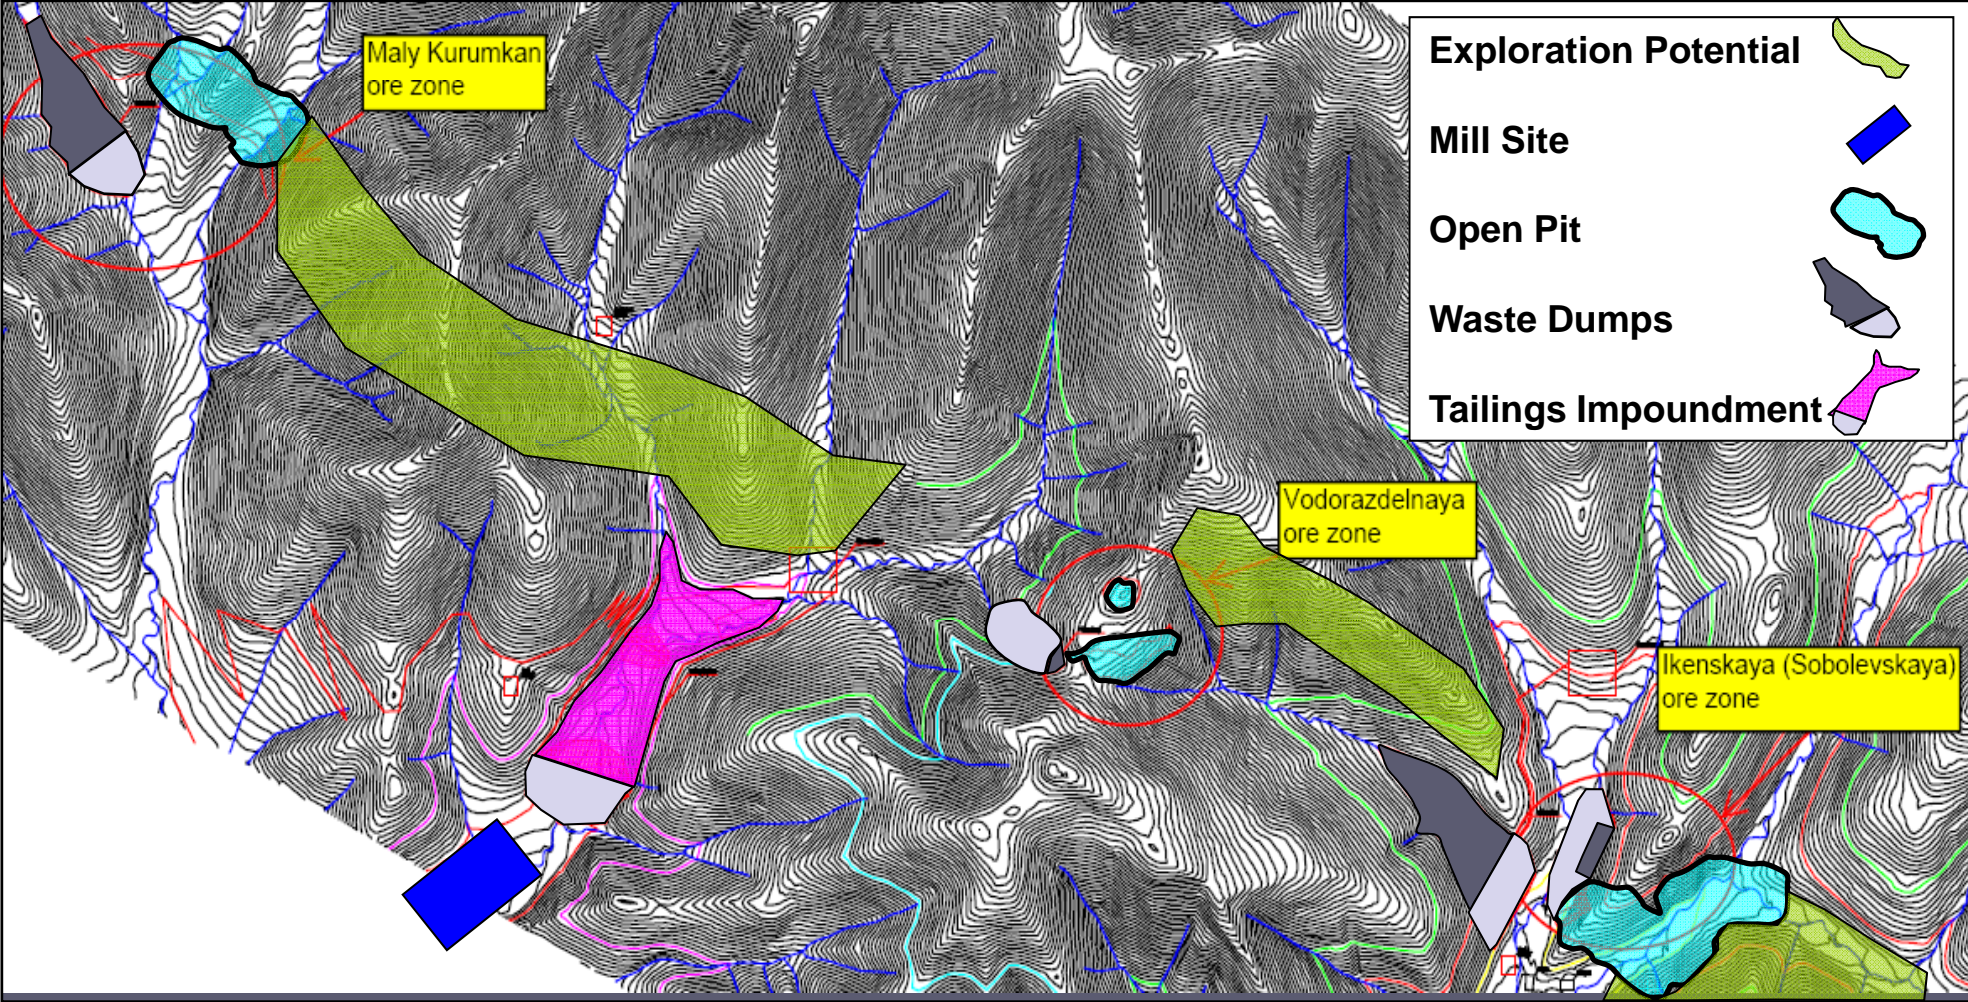 Maly Kurumkan
ore zone
Exploration Potential
Mill Site
Open Pit
Waste Dumps
Tailings Impoundment
Vodorazdelnaya
ore zone
Ikenskaya (Sobolevskaya)
ore zone